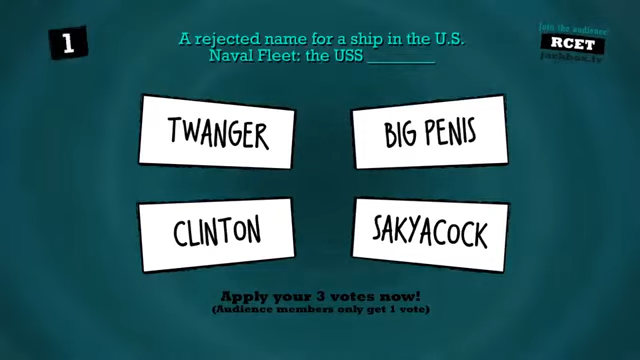 1
A rejected name for a ship in the U.S.
Naval Fleet: the USS ________
join the audience
RCET
jackbox.tv
TWANGER
BIG PENIS
CLINTON
SAKYACOCK
Apply your 3 votes now!
(Audience members only get 1 vote)